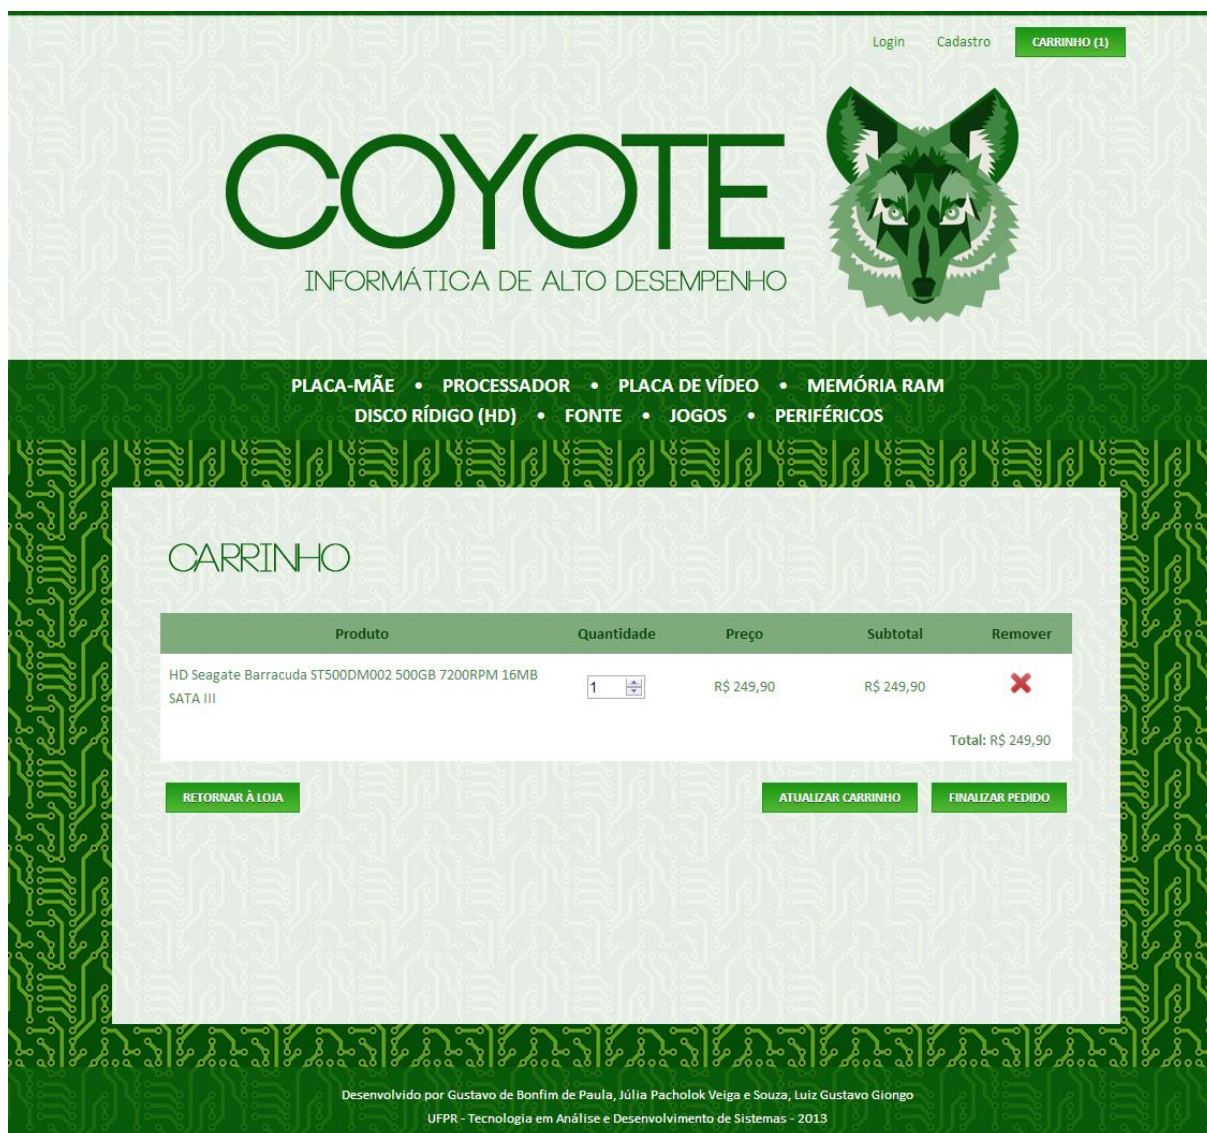 Login Cadastro CARRINHO (1)
COYOTE
INFORMÁTICA DE ALTO DESEMPENHO
PLACA-MÃE • PROCESSADOR • PLACA DE VÍDEO • MEMÓRIA RAM
DISCO RÍDIGO (HD) • FONTE • JOGOS • PERIFÉRICOS
CARRINHO
Produto Quantidade Preço Subtotal Remover
HD Seagate Barracuda ST500DM002 500GB 7200RPM 16MB
SATA III
1 R$ 249,90 R$ 249,90
Total: R$ 249,90
RETORNAR À LOJA ATUALIZAR CARRINHO FINALIZAR PEDIDO
Desenvolvido por Gustavo de Bonfim de Paula, Júlia Pacholok Veiga e Souza, Luiz Gustavo Giongo
UFPR - Tecnologia em Análise e Desenvolvimento de Sistemas - 2013